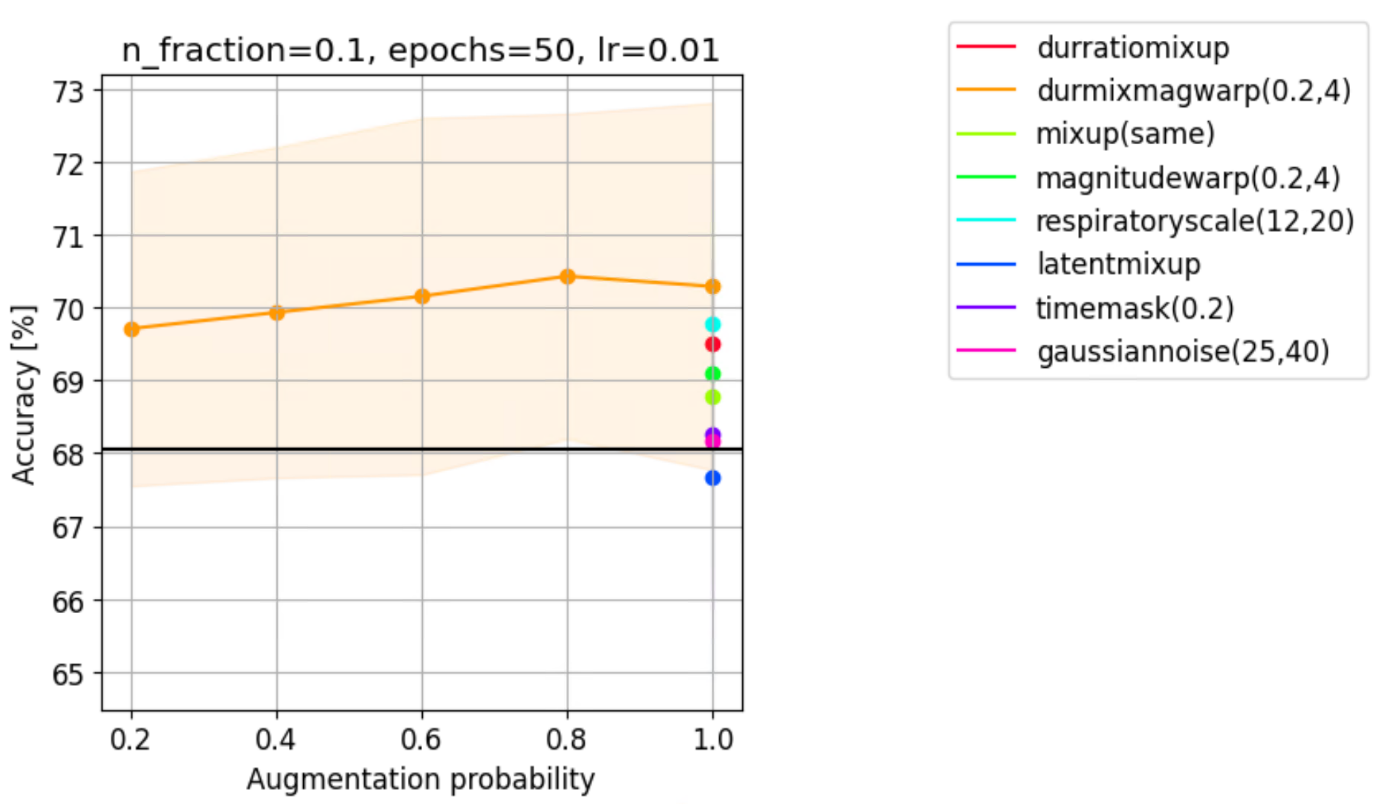 n_fraction=0.1, epochs=50, lr=0.01
73
72
71
70
69
68
67
66
65
Accuracy [%]
0.2 0.4 0.6 0.8 1.0
Augmentation probability
durratiomixup
durmixmagwarp(0.2,4)
mixup(same)
magnitudewarp(0.2,4)
respiratoryscale(12,20)
latentmixup
timemask(0.2)
gaussiannoise(25,40)